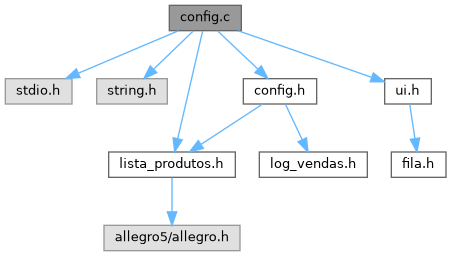 config.c
stdio.h
string.h
config.h
ui.h
lista_produtos.h
log_vendas.h
fila.h
allegro5/allegro.h